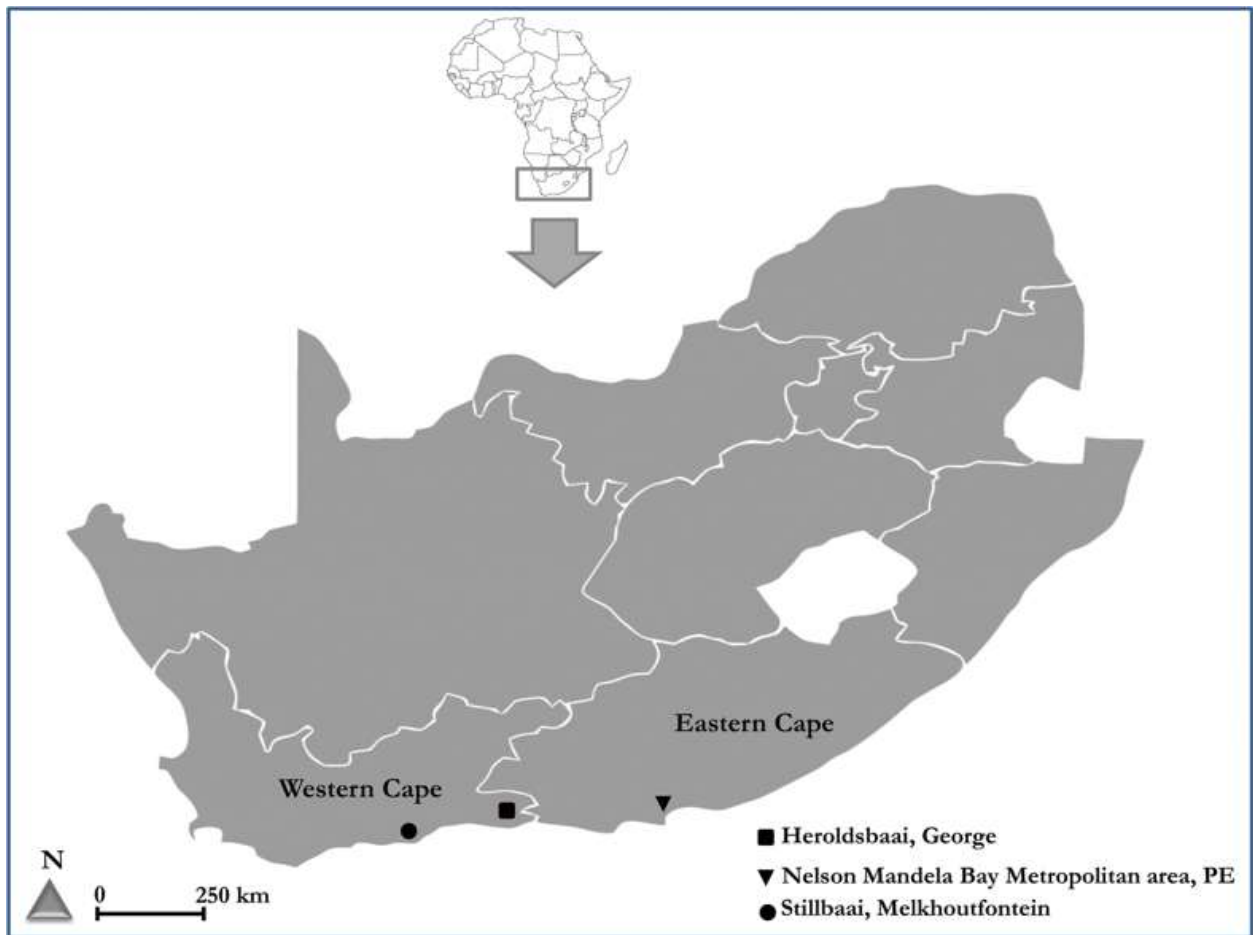 Eastern Cape
Western Cape
Heroldsbaai, George
Nelson Mandela Bay Metropolitan area, PE
Stillbaai, Melkhoutfontein
N
0 250 km